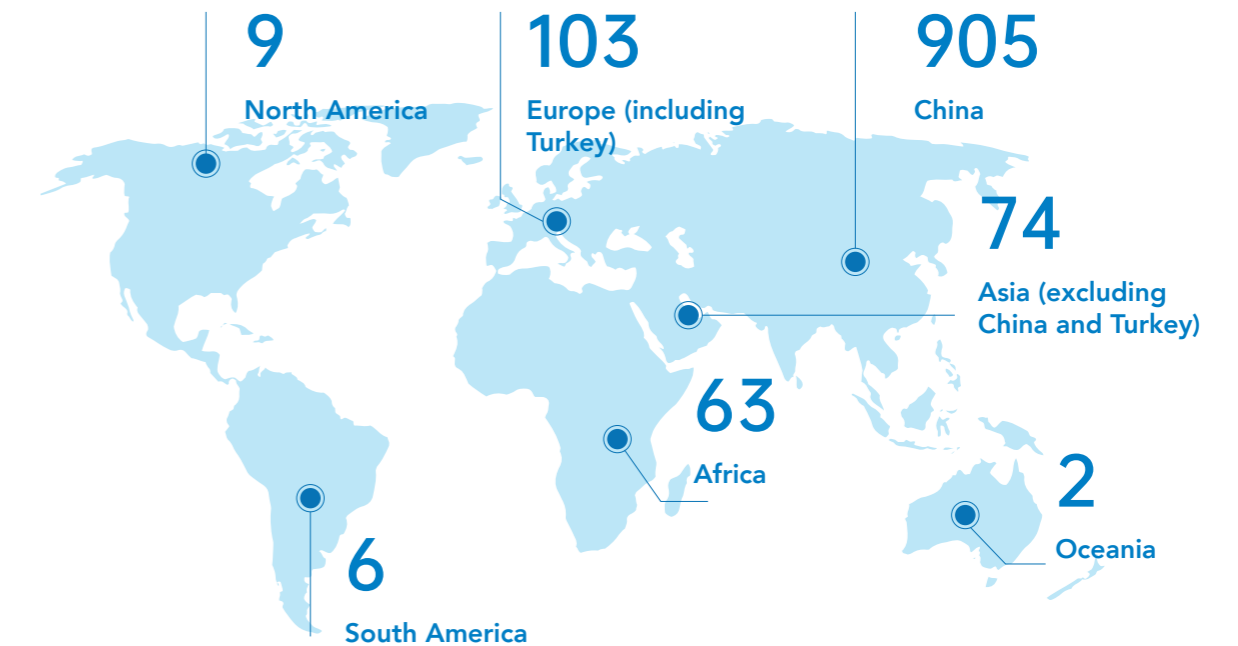 9
North America
103
Europe (including
Turkey)
905
China
74
Asia (excluding
China and Turkey)
63
Africa
2
Oceania
6
South America